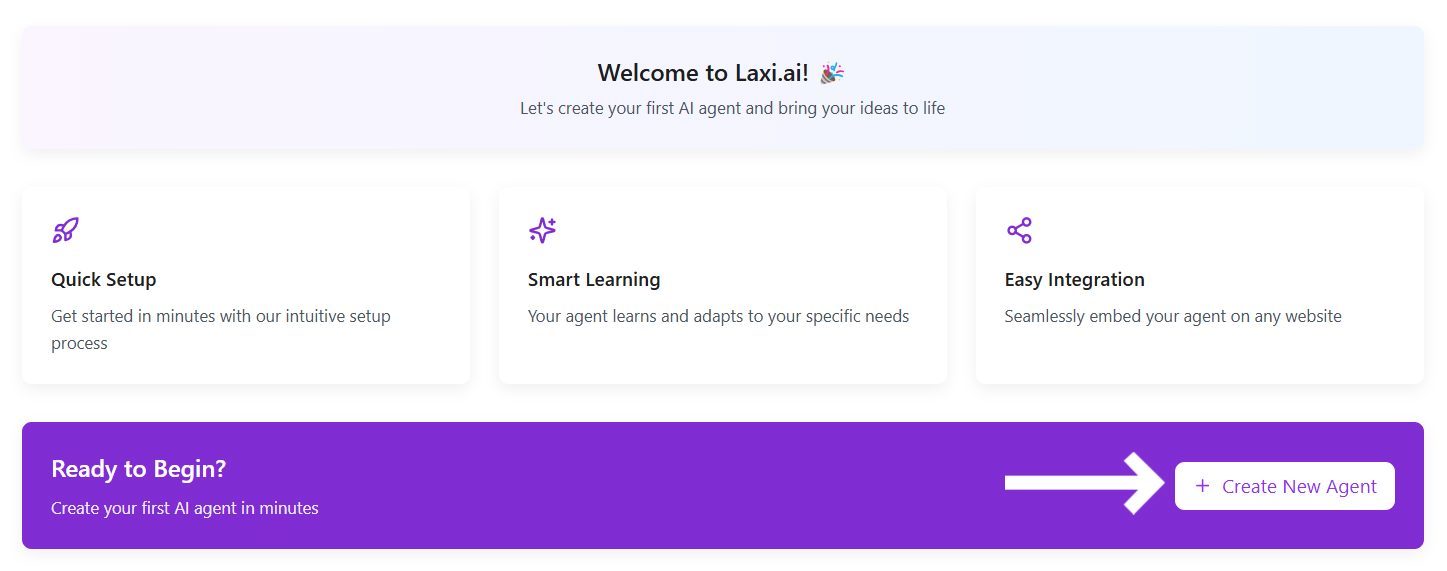 Welcome to Laxi.ai! 🎉
Let's create your first AI agent and bring your ideas to life
Quick Setup
Get started in minutes with our intuitive setup
process
Smart Learning
Your agent learns and adapts to your specific needs
Easy Integration
Seamlessly embed your agent on any website
Ready to Begin?
Create your first AI agent in minutes
+ Create New Agent